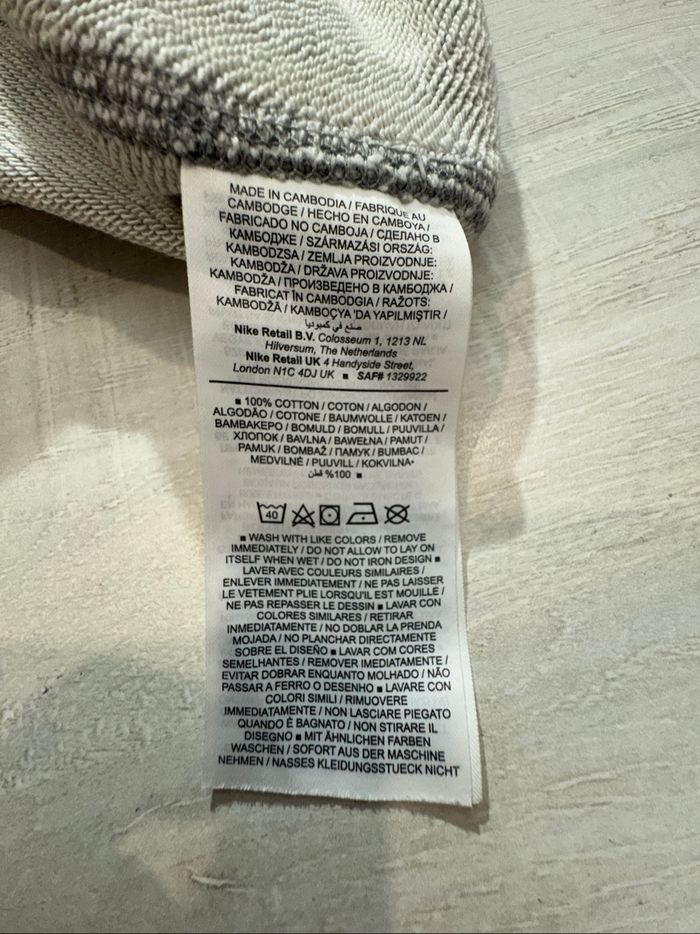 MADE IN CAMBODIA / FABRIQUÉ AU
CAMBODGE / HECHO EN CAMBOYA /
FABRICADO NO CAMBOJA / СДЕЛАНО В
КАМБОДЖЕ / SZÁRMAZÁSI ORSZÁG:
KAMBODZSA / ZEMLJA PROIZVODNJE:
KAMBODŽA / DRŽAVA PROIZVODNJE:
KAMBODŽA / ПРОИЗВЕДЕНО В КАМБОДЖА /
FABRICAT ÎN CAMBODGIA / RAŽOTS:
KAMBODŽĀ / KAMBOÇYA 'DA YAPILMIŞTIR /
صنع في كمبوديا
Nike Retail B.V. Colosseum 1, 1213 NL
Hilversum, The Netherlands
Nike Retail UK 4 Handyside Street,
London N1C 4DJ UK ■ SAF# 1329922
■ 100% COTTON / COTON / ALGODON /
ALGODÃO / COTONE / BAUMWOLLE / KATOEN /
ΒΑΜΒΑΚΕΡΟ / BOMULD / BOMULL / PUUVILLA /
ХЛОПОК / BAVLNA / BAWEŁNA / PAMUT /
PAMUK / BOMBAŽ / ПАМУК / BUMBAC /
MEDVILNĖ / PUUVILL / KOKVILNA•
100% قطن ■
40
■ WASH WITH LIKE COLORS / REMOVE
IMMEDIATELY / DO NOT ALLOW TO LAY ON
ITSELF WHEN WET / DO NOT IRON DESIGN ■
LAVER AVEC COULEURS SIMILAIRES /
ENLEVER IMMEDIATEMENT / NE PAS LAISSER
LE VETEMENT PLIE LORSQU'IL EST MOUILLE /
NE PAS REPASSER LE DESSIN ■ LAVAR CON
COLORES SIMILARES / RETIRAR
INMEDIATAMENTE / NO DOBLAR LA PRENDA
MOJADA / NO PLANCHAR DIRECTAMENTE
SOBRE EL DISEÑO ■ LAVAR COM CORES
SEMELHANTES / REMOVER IMEDIATAMENTE /
EVITAR DOBRAR ENQUANTO MOLHADO / NÃO
PASSAR A FERRO O DESENHO ■ LAVARE CON
COLORI SIMILI / RIMUOVERE
IMMEDIATAMENTE / NON LASCIARE PIEGATO
QUANDO È BAGNATO / NON STIRARE IL
DISEGNO ■ MIT ÄHNLICHEN FARBEN
WASCHEN / SOFORT AUS DER MASCHINE
NEHMEN / NASSES KLEIDUNGSSTUECK NICHT